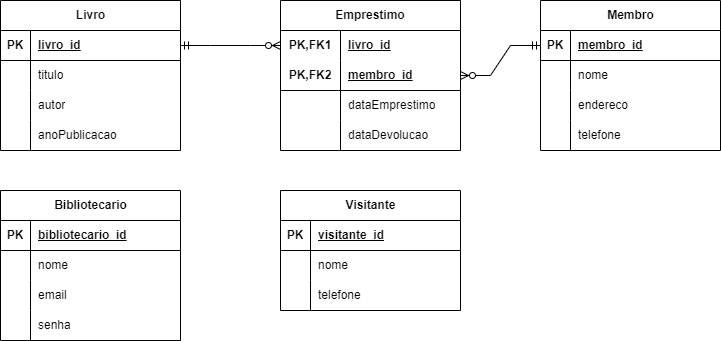 Livro
PK livro_id
titulo
autor
anoPublicacao
Emprestimo
PK,FK1 livro_id
PK,FK2 membro_id
dataEmprestimo
dataDevolucao
Membro
PK membro_id
nome
endereco
telefone
Bibliotecario
PK bibliotecario_id
nome
email
senha
Visitante
PK visitante_id
nome
telefone